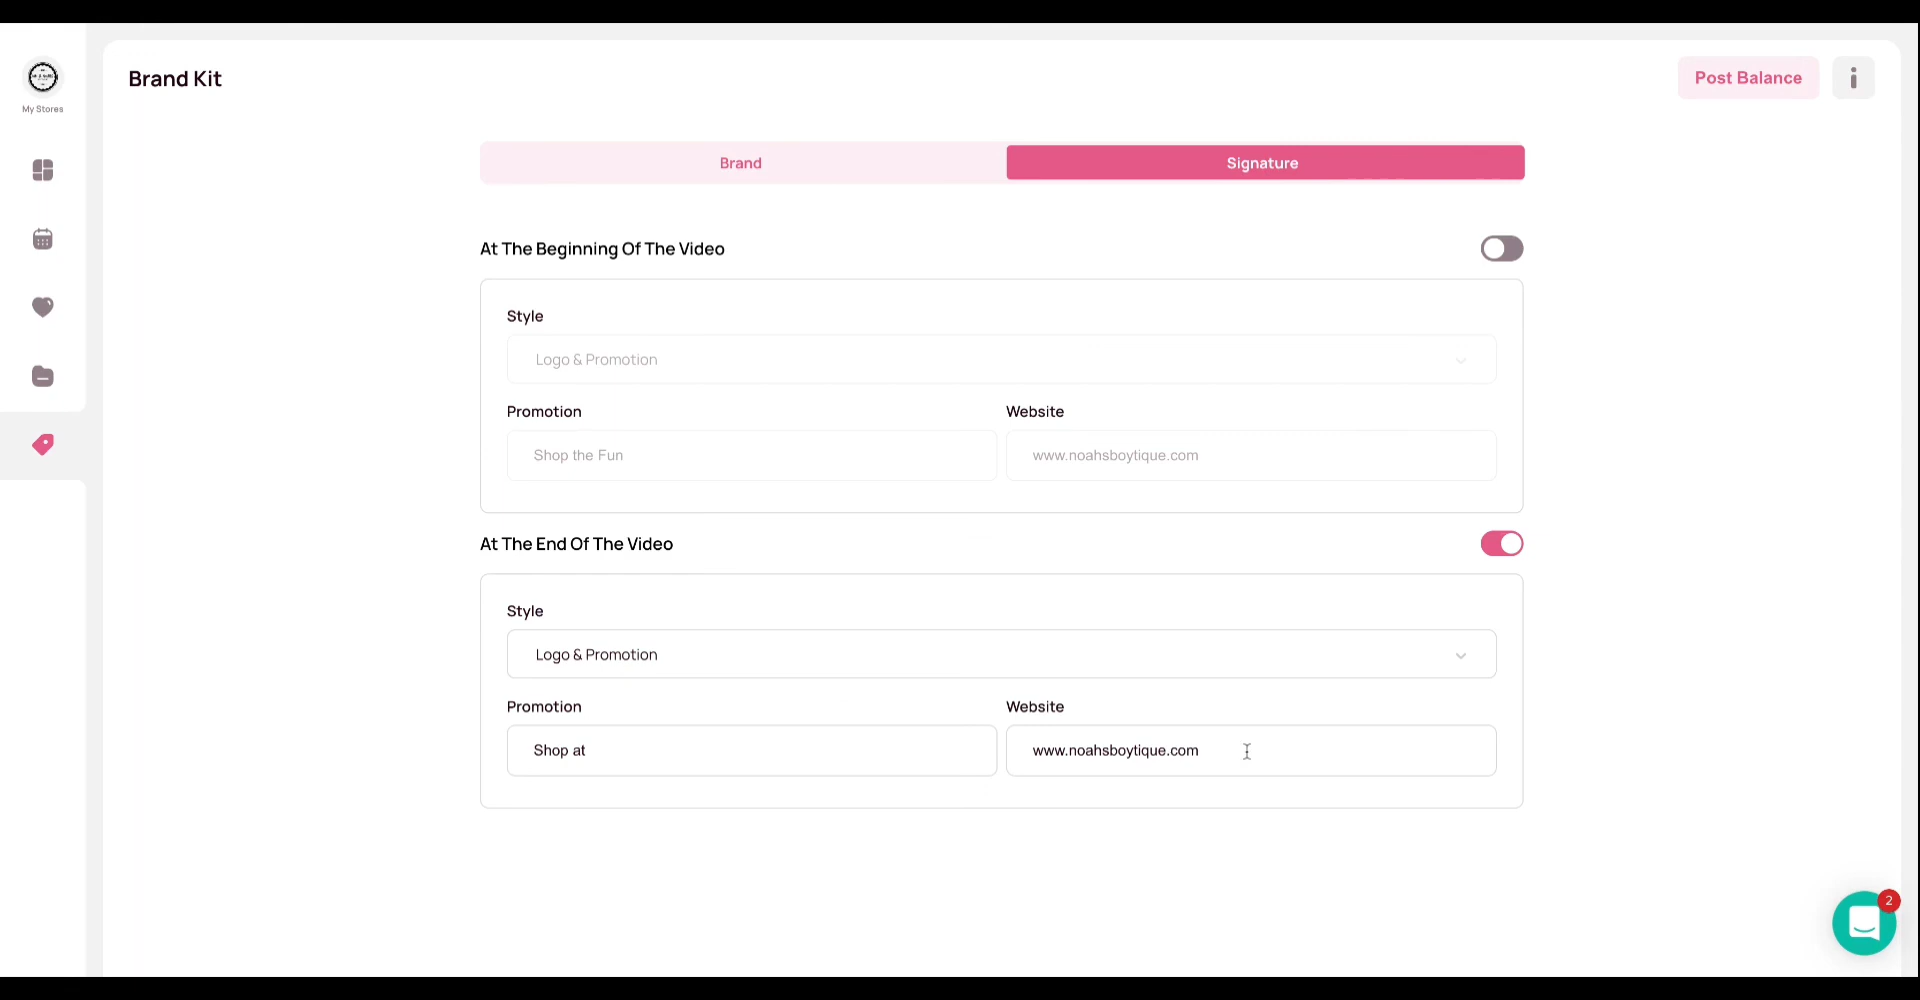 Brand Kit
Post Balance
My Stores
Brand
Signature
At The Beginning Of The Video
Style
Logo & Promotion
Promotion
Website
Shop the Fun
www.noahsboytique.com
At The End Of The Video
Style
Logo & Promotion
Promotion
Website
Shop at
www.noahsboytique.com
2